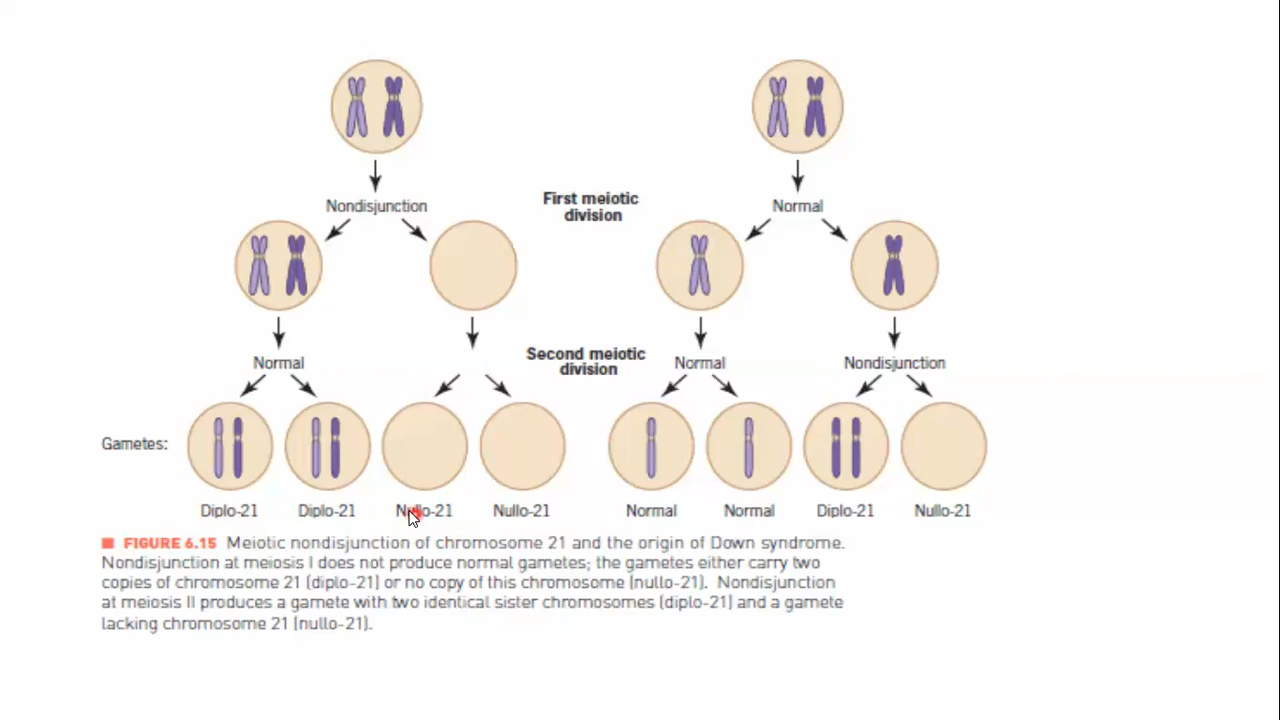 Nondisjunction
First meiotic
division
Normal
Normal
Second meiotic
division
Normal
Nondisjunction
Gametes:
Diplo-21
Diplo-21
Nullo-21
Nullo-21
Normal
Normal
Diplo-21
Nullo-21
FIGURE 6.15 Meiotic nondisjunction of chromosome 21 and the origin of Down syndrome.
Nondisjunction at meiosis I does not produce normal gametes; the gametes either carry two
copies of chromosome 21 (diplo-21) or no copy of this chromosome (nullo-21). Nondisjunction
at meiosis II produces a gamete with two identical sister chromosomes (diplo-21) and a gamete
lacking chromosome 21 (nullo-21).